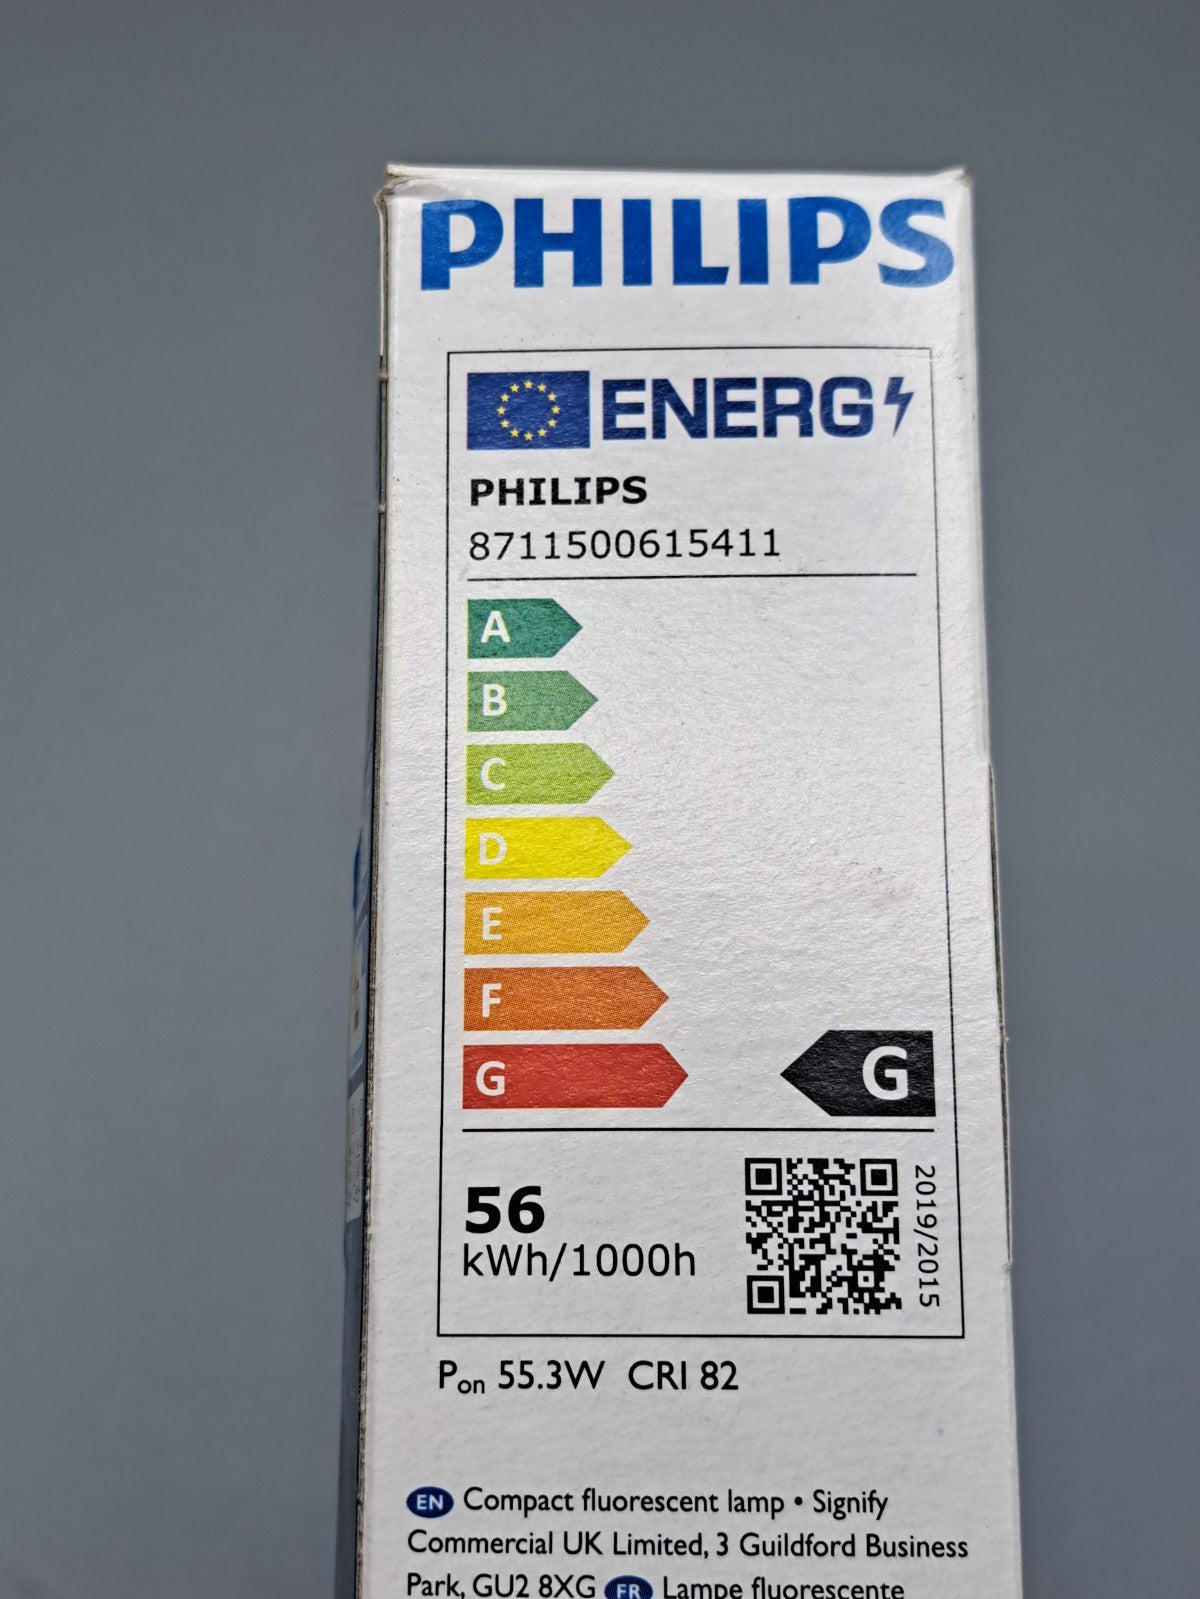 PHILIPS
ENERG
PHILIPS
8711500615411
A
B
C
D
E
F
G
G
56
kWh/1000h
2019/2015
Pon 55.3W CRI 82
EN Compact fluorescent lamp • Signify
Commercial UK Limited, 3 Guildford Business
Park, GU2 8XG FR Lampe fluorescente